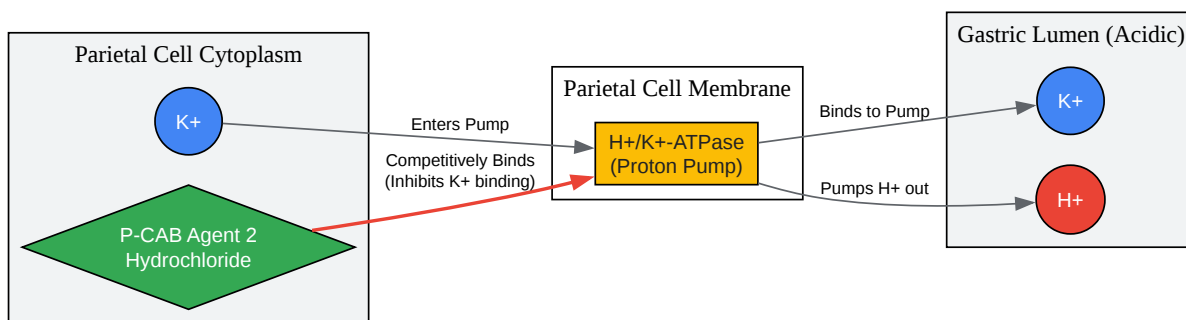 Parietal Cell Cytoplasm
K+
P-CAB Agent 2
Hydrochloride
Enters Pump
Competitively Binds
(Inhibits K+ binding)
Parietal Cell Membrane
H+/K+-ATPase
(Proton Pump)
Binds to Pump
Pumps H+ out
Gastric Lumen (Acidic)
K+
H+